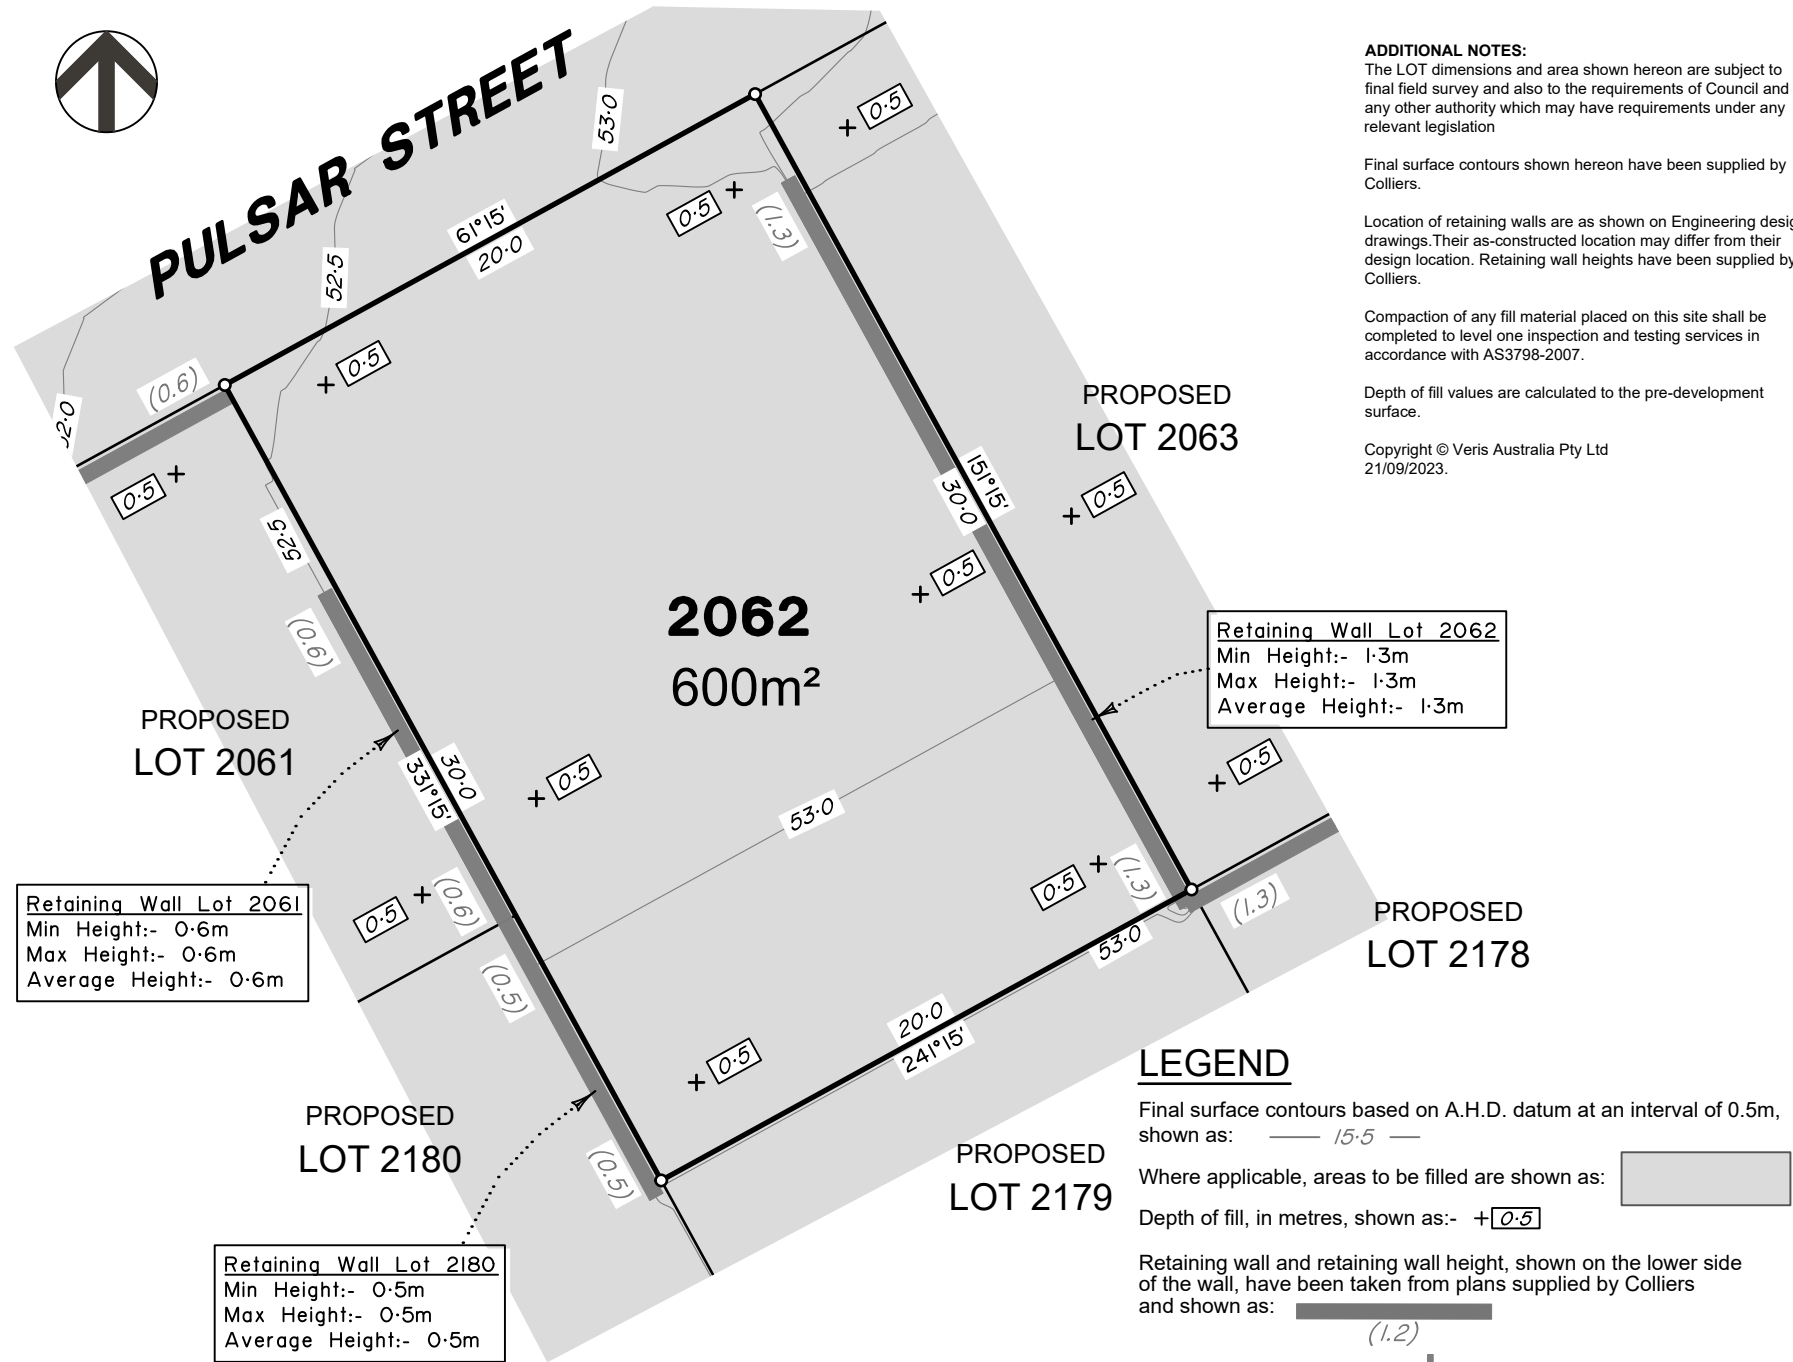 PULSAR STREET
53·0
0·5
ADDITIONAL NOTES:
The LOT dimensions and area shown hereon are subject to
final field survey and also to the requirements of Council and
any other authority which may have requirements under any
relevant legislation
Final surface contours shown hereon have been supplied by
Colliers.
Location of retaining walls are as shown on Engineering
drawings.Their as-constructed location may differ from their
design location. Retaining wall heights have been supplied by
Colliers.
Compaction of any fill material placed on this site shall be
completed to level one inspection and testing services in
accordance with AS3798-2007.
Depth of fill values are calculated to the pre-development
surface.
Copyright © Veris Australia Pty Ltd
21/09/2023.
0·5
(1.3)
61°15'
20·0
52·5
0·5
(0.6)
52·0
0·5
52·5
PROPOSED
LOT 2063
151°15'
30·0
0·5
0·5
2062
600m²
(0.6)
Retaining Wall Lot 2062
Min Height:- 1·3m
Max Height:- 1·3m
Average Height:- 1·3m
PROPOSED
LOT 2061
30·0
331°15'
0·5
0·5
53·0
Retaining Wall Lot 2061
Min Height:- 0·6m
Max Height:- 0·6m
Average Height:- 0·6m
0·5
(0.6)
0·5
(1.3)
(1.3)
PROPOSED
LOT 2178
53·0
(0.5)
20·0
241°15'
0·5
PROPOSED
LOT 2180
(0.5)
PROPOSED
LOT 2179
Retaining Wall Lot 2180
Min Height:- 0·5m
Max Height:- 0·5m
Average Height:- 0·5m
LEGEND
Final surface contours based on A.H.D. datum at an interval of 0.5m,
shown as: 15·5
Where applicable, areas to be filled are shown as:
Depth of fill, in metres, shown as:- + 0·5
Retaining wall and retaining wall height, shown on the lower side
of the wall, have been taken from plans supplied by Colliers
and shown as:
(1.2)